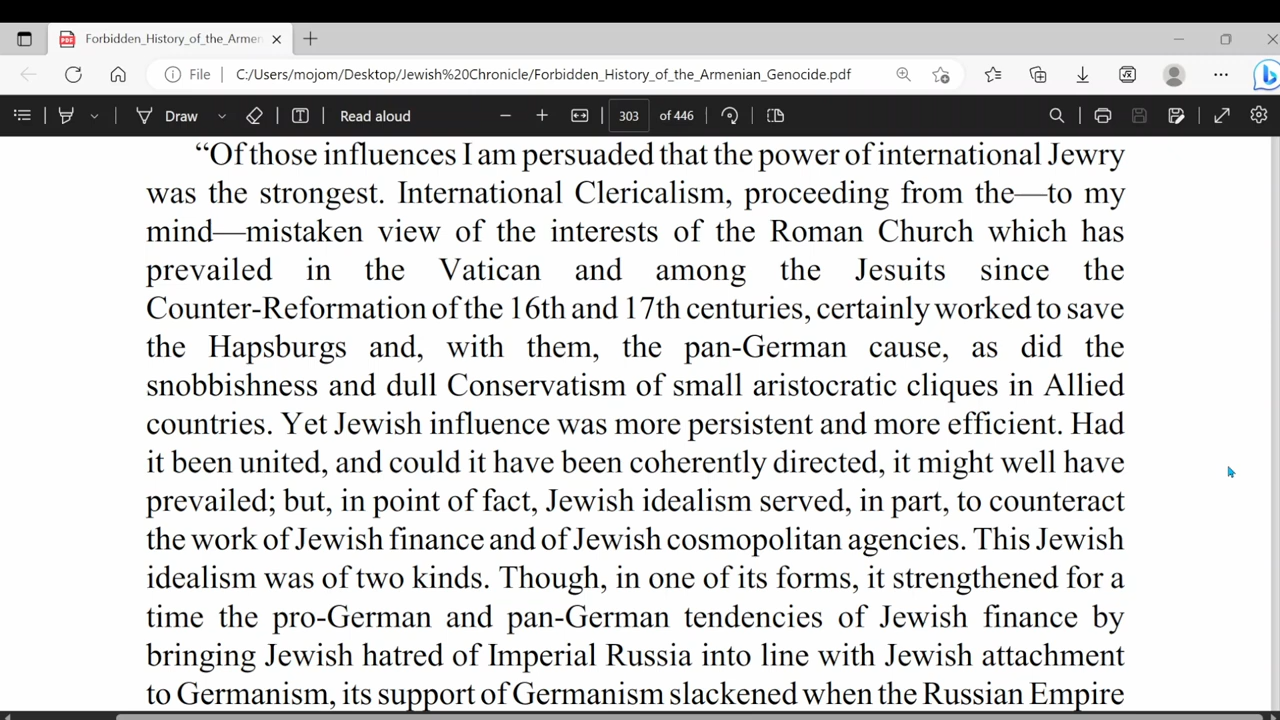 Forbidden_History_of_the_Armen
File C:/Users/mojom/Desktop/Jewish%20Chronicle/Forbidden_History_of_the_Armenian_Genocide.pdf
Draw Read aloud 303 of 446
“Of those influences I am persuaded that the power of international Jewry
was the strongest. International Clericalism, proceeding from the—to my
mind—mistaken view of the interests of the Roman Church which has
prevailed in the Vatican and among the Jesuits since the
Counter-Reformation of the 16th and 17th centuries, certainly worked to save
the Hapsburgs and, with them, the pan-German cause, as did the
snobbishness and dull Conservatism of small aristocratic cliques in Allied
countries. Yet Jewish influence was more persistent and more efficient. Had
it been united, and could it have been coherently directed, it might well have
prevailed; but, in point of fact, Jewish idealism served, in part, to counteract
the work of Jewish finance and of Jewish cosmopolitan agencies. This Jewish
idealism was of two kinds. Though, in one of its forms, it strengthened for a
time the pro-German and pan-German tendencies of Jewish finance by
bringing Jewish hatred of Imperial Russia into line with Jewish attachment
to Germanism, its support of Germanism slackened when the Russian Empire